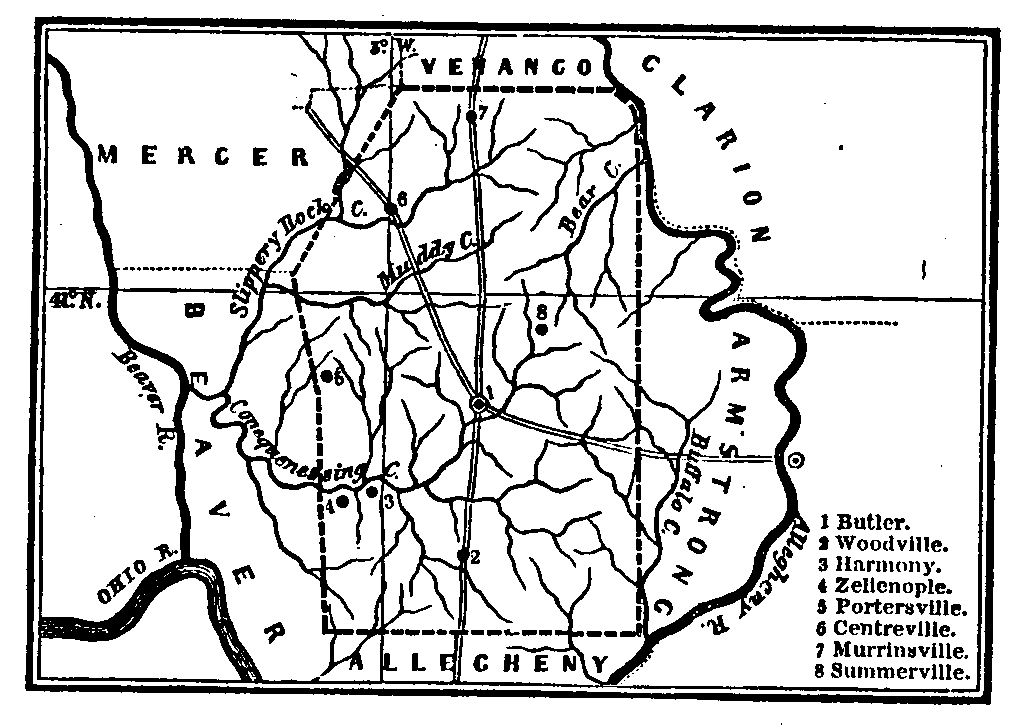 3° W.
VENANGO
CLARION
MERCER
7
6
Slippery Rock C.
Bear C.
Muddy C.
41° N.
BEAVER
8
ARMSTRONG
Beaver R.
5
1
Conequenessing C.
Buffalo C.
4
3
2
OHIO R.
Allegheny R.
ALLEGHENY
1 Butler.
2 Woodville.
3 Harmony.
4 Zelienople.
5 Portersville.
6 Centreville.
7 Murrinsville.
8 Summerville.